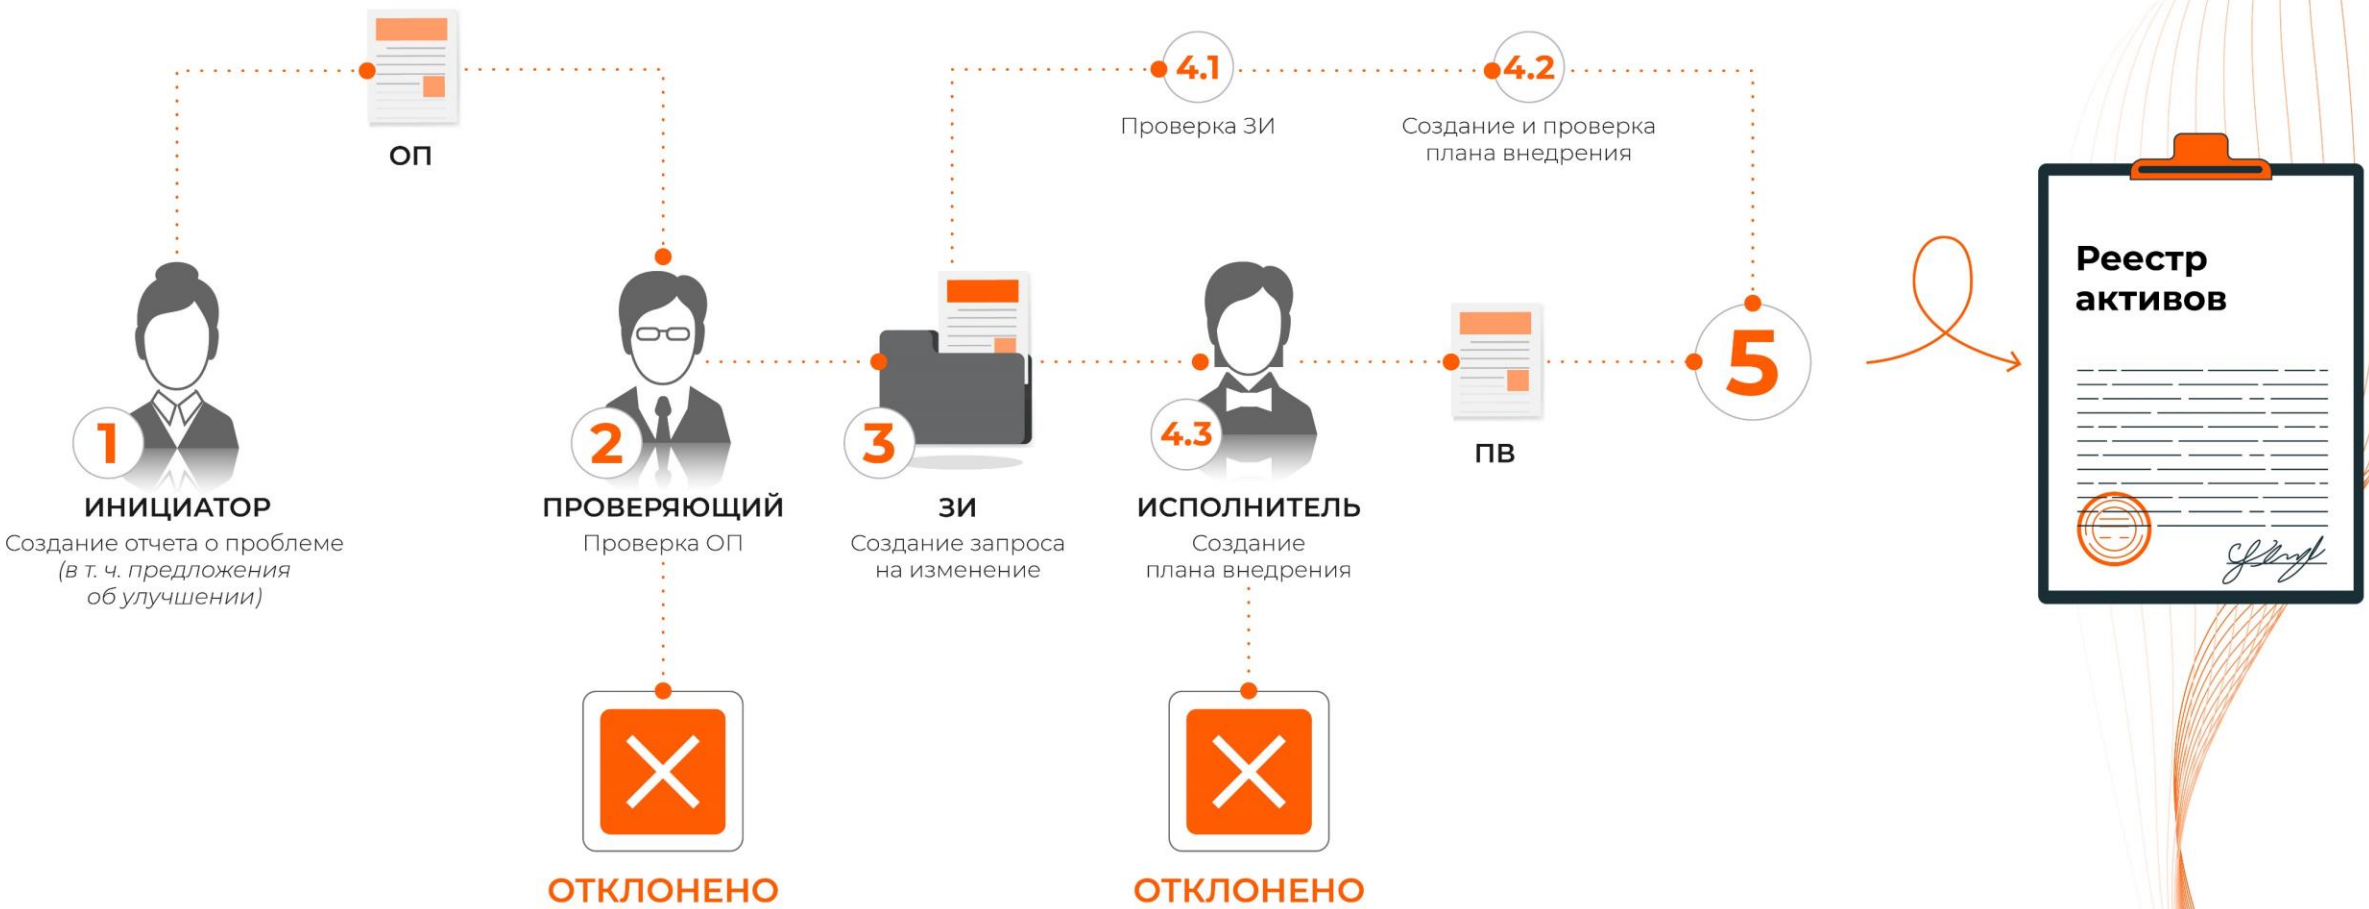 ОП
4.1
Проверка ЗИ
4.2
Создание и проверка
плана внедрения
1
ИНИЦИАТОР
Создание отчета о проблеме
(в т. ч. предложения
об улучшении)
2
ПРОВЕРЯЮЩИЙ
Проверка ОП
ОТКЛОНЕНО
3
ЗИ
Создание запроса
на изменение
4.3
ИСПОЛНИТЕЛЬ
Создание
плана внедрения
ОТКЛОНЕНО
ПВ
5
Реестр
активов